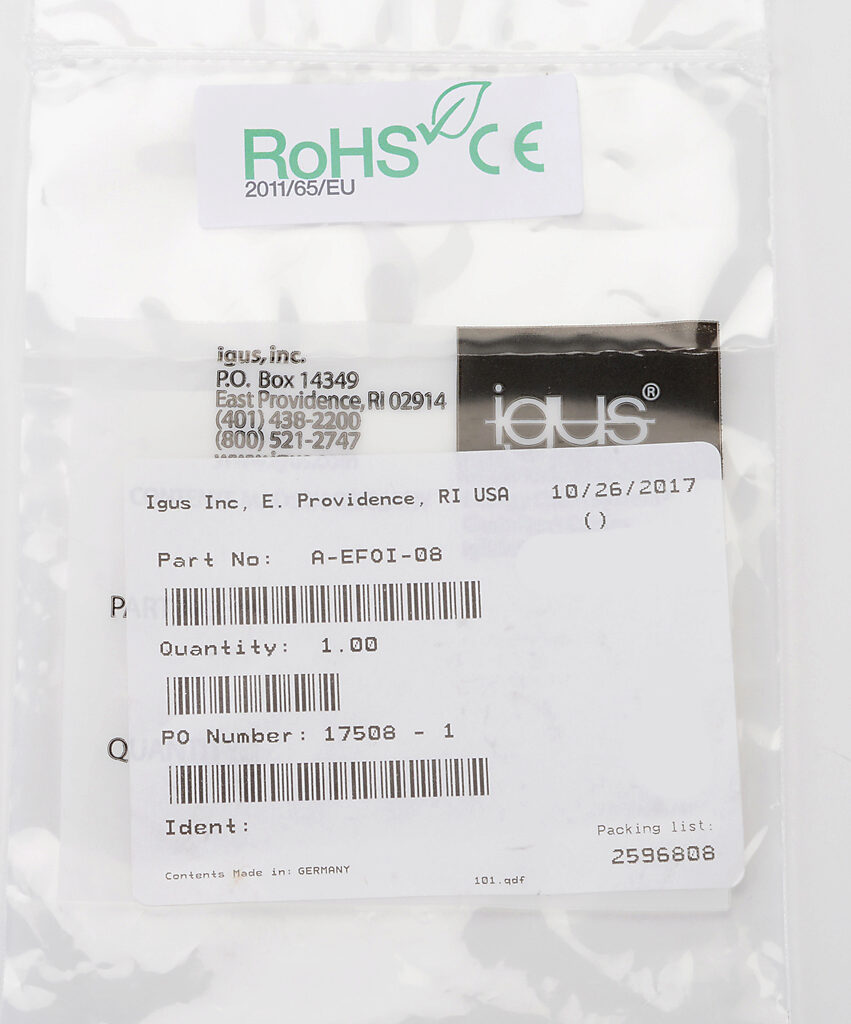 RoHS CE
2011/65/EU
igus, inc.
P.O. Box 14349
East Providence, RI 02914
(401) 438-2200
(800) 521-2747
igus®
Igus Inc, E. Providence, RI USA
10/26/2017
()
Part No: A-EFOI-08
Quantity: 1.00
PO Number: 17508 - 1
Ident:
Packing list:
2596808
Contents Made in: GERMANY
101.qdf